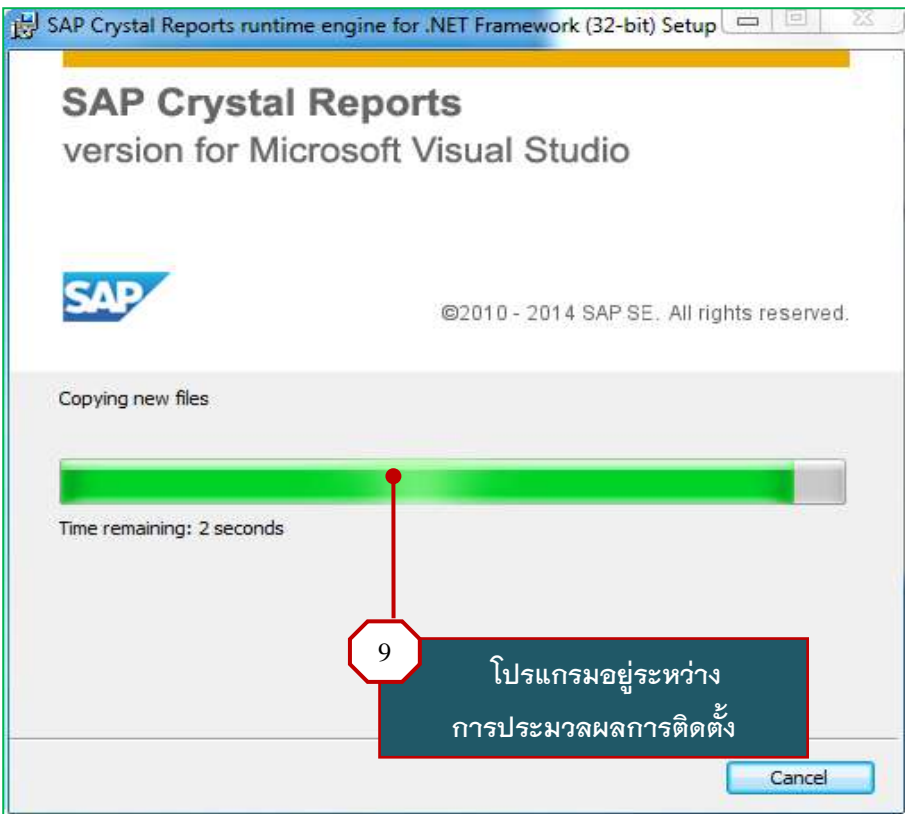 SAP Crystal Reports runtime engine for .NET Framework (32-bit) Setup
SAP Crystal Reports
version for Microsoft Visual Studio
SAP
©2010 - 2014 SAP SE. All rights reserved.
Copying new files
Time remaining: 2 seconds
9
โปรแกรมอยู่ระหว่าง
การประมวลผลการติดตั้ง
Cancel